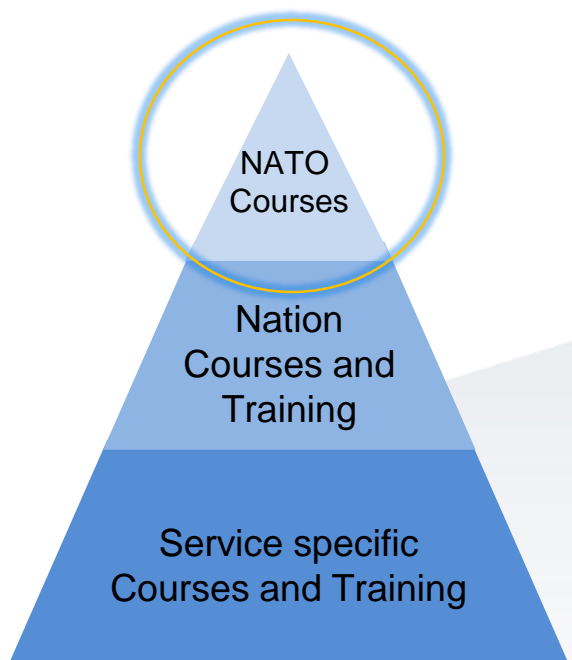 NATO
Courses
Nation
Courses and
Training
Service specific
Courses and Training